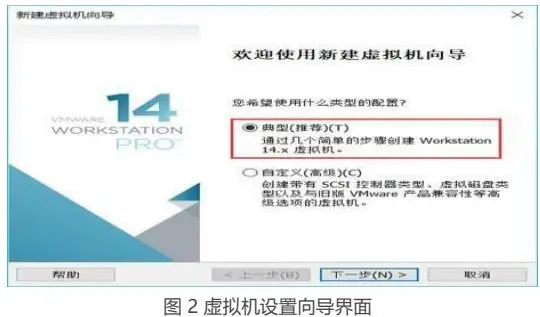 新建虚拟机向导
欢迎使用新建虚拟机向导
14
VMWARE
WORKSTATION
PRO™
您希望使用什么类型的配置?
典型(推荐)(T)
通过几个简单的步骤创建 Workstation
14.x 虚拟机。
自定义(高级)(C)
创建带有 SCSI 控制器类型、虚拟磁盘类
型以及与旧版 VMware 产品兼容性等高
级选项的虚拟机。
帮助
< 上一步(B)
下一步(N) >
取消
图 2 虚拟机设置向导界面